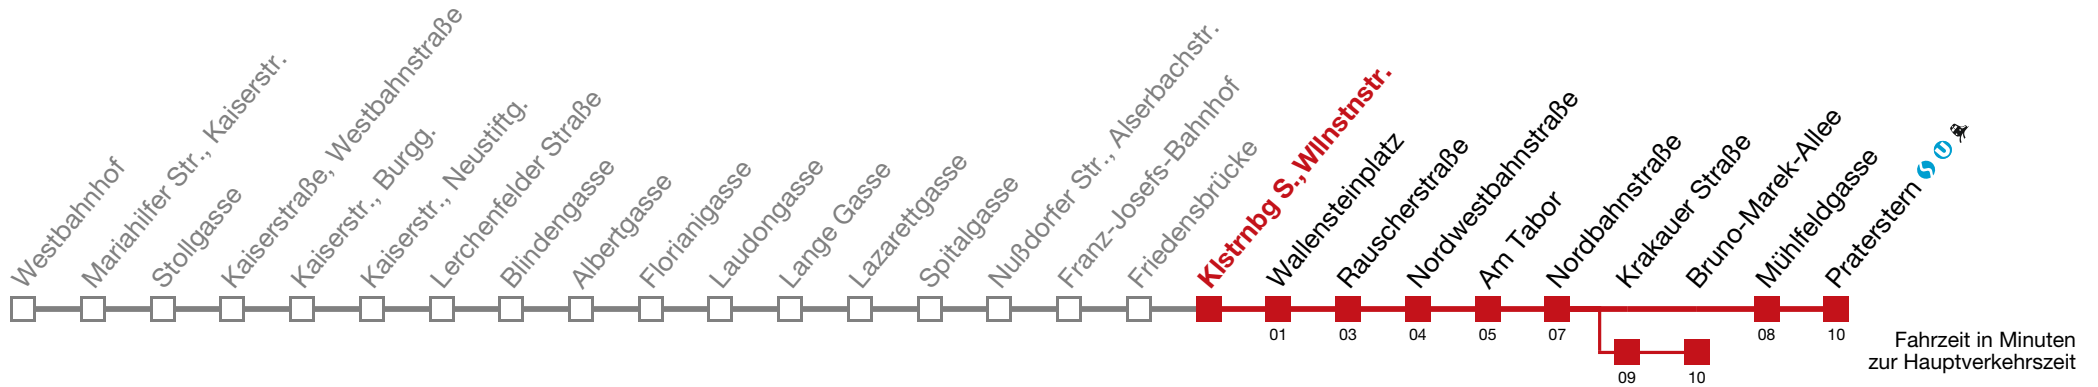 Westbahnhof
Mariahilfer Str., Kaiserstr.
Stollgasse
Kaiserstraße, Westbahnstraße
Kaiserstr., Burgg.
Kaiserstr., Neustiftg.
Lerchenfelder Straße
Blindengasse
Albertgasse
Florianigasse
Laudongasse
Lange Gasse
Lazarettgasse
Spitalgasse
Nußdorfer Str., Alserbachstr.
Franz-Josefs-Bahnhof
Friedensbrücke
Klstrnbg S.,Wllnstnstr.
Wallensteinplatz
Rauscherstraße
Nordwestbahnstraße
Am Tabor
Nordbahnstraße
Krakauer Straße
Bruno-Marek-Allee
Mühlfeldgasse
Praterstern S U
01 03 04 05 07 08 10
09 10
Fahrzeit in Minuten
zur Hauptverkehrszeit